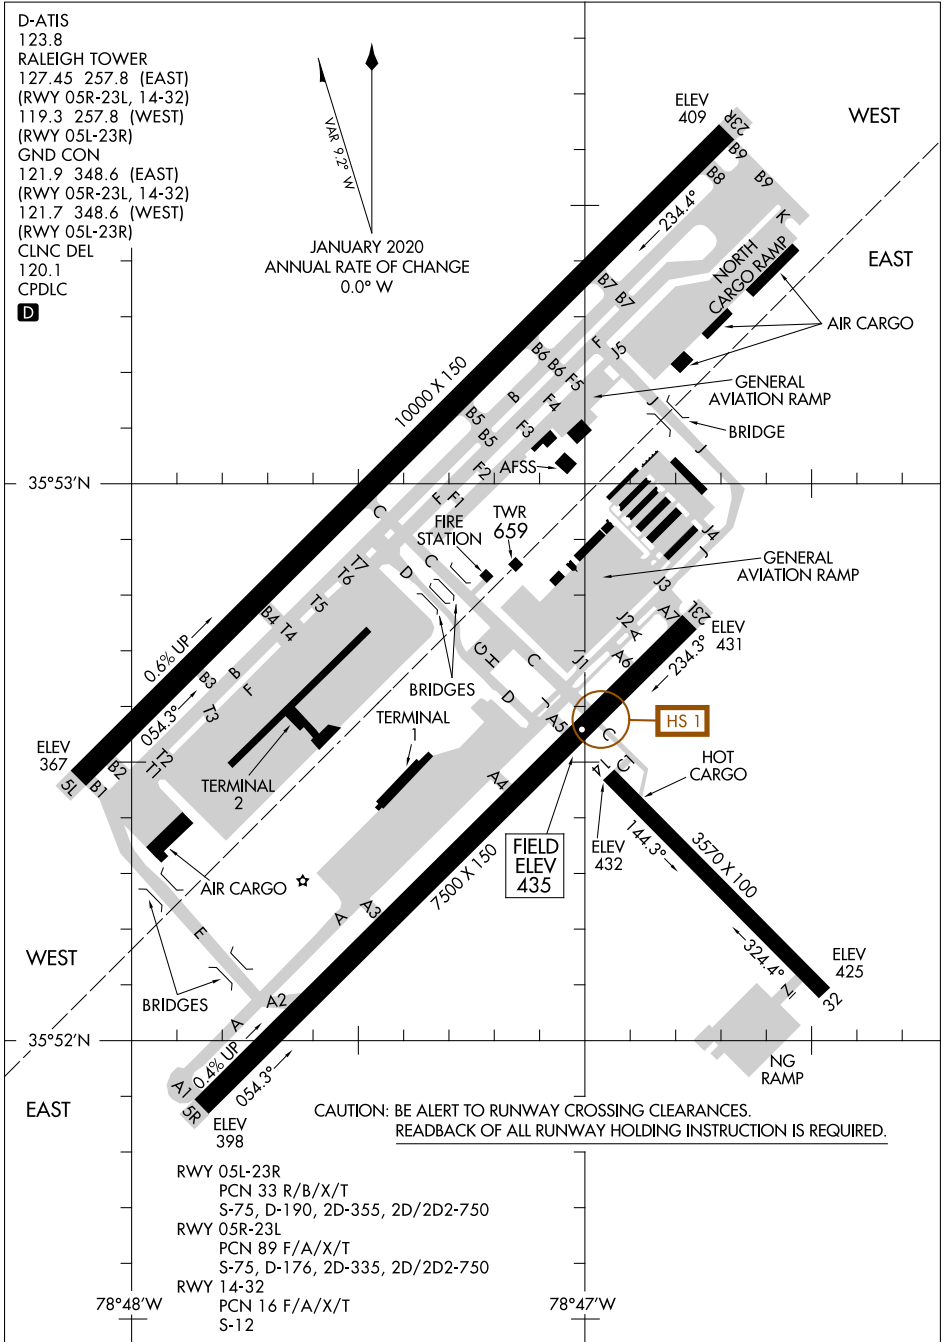 D-ATIS
123.8
RALEIGH TOWER
127.45 257.8 (EAST)
(RWY 05R-23L, 14-32)
119.3 257.8 (WEST)
(RWY 05L-23R)
GND CON
121.9 348.6 (EAST)
(RWY 05R-23L, 14-32)
121.7 348.6 (WEST)
(RWY 05L-23R)
CLNC DEL
120.1
CPDLC
D
VAR 9.2° W
JANUARY 2020
ANNUAL RATE OF CHANGE
0.0° W
ELEV
409
23R
WEST
B9
B8
B9
K
234.4°
EAST
NORTH
CARGO RAMP
AIR CARGO
B7
B7
F
J5
B6
B6
F5
GENERAL
AVIATION RAMP
10000 X 150
B
F4
J
BRIDGE
B5
B5
F3
J
AFSS
F2
35°53'N
F
F1
C
FIRE
STATION
TWR
659
J4
J
T7
T6
D
C
GENERAL
AVIATION RAMP
J3
T5
B4
T4
A7
23L
J2
A
ELEV
431
0.6% UP
G
H
C
J1
A6
234.3°
B3
B
F
BRIDGES
D
J
054.3°
T3
TERMINAL
1
A5
C
HS 1
ELEV
367
5L
B1
B2
T2
T1
TERMINAL
2
A4
14
C1
HOT
CARGO
FIELD
ELEV
435
ELEV
432
144.3°
3570 X 100
7500 X 150
AIR CARGO
A
A3
E
WEST
324.4°
ELEV
425
BRIDGES
A2
N
32
A
35°52'N
0.4% UP
054.3°
NG
RAMP
A1
5R
EAST
ELEV
398
CAUTION: BE ALERT TO RUNWAY CROSSING CLEARANCES.
READBACK OF ALL RUNWAY HOLDING INSTRUCTION IS REQUIRED.
RWY 05L-23R
PCN 33 R/B/X/T
S-75, D-190, 2D-355, 2D/2D2-750
RWY 05R-23L
PCN 89 F/A/X/T
S-75, D-176, 2D-335, 2D/2D2-750
RWY 14-32
PCN 16 F/A/X/T
S-12
78°48'W
78°47'W